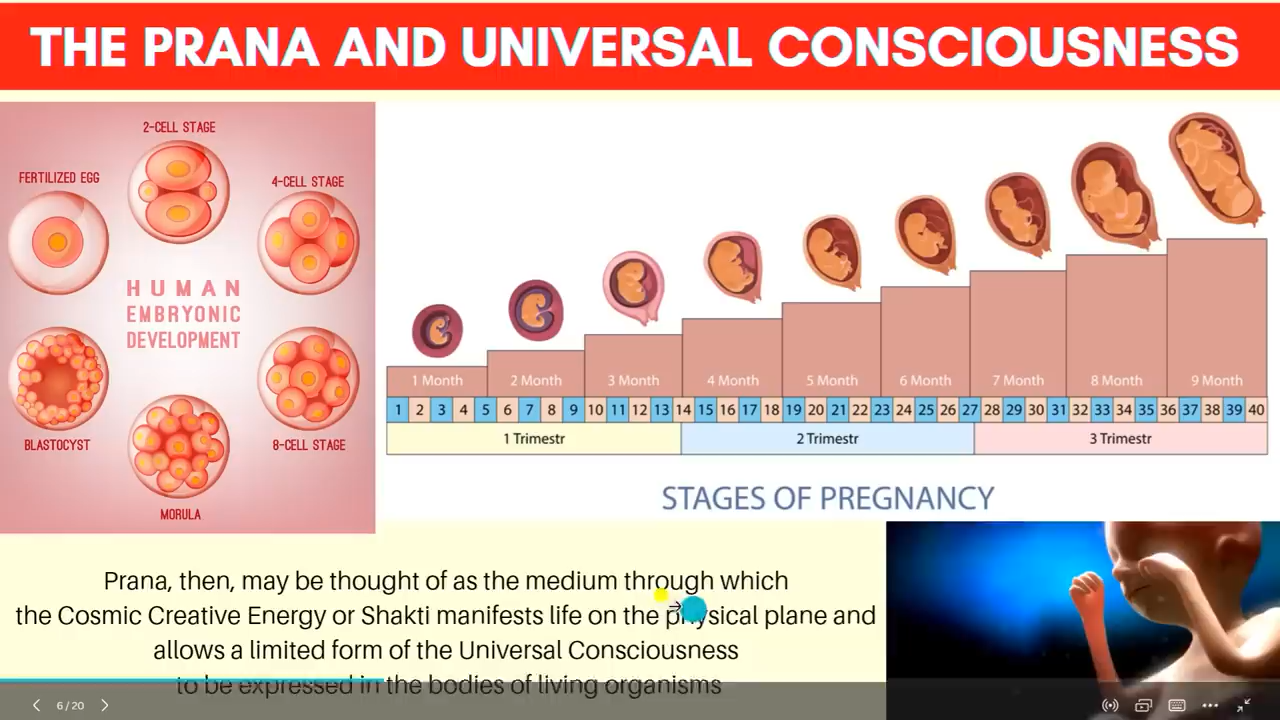 THE PRANA AND UNIVERSAL CONSCIOUSNESS
2-CELL STAGE
FERTILIZED EGG
4-CELL STAGE
HUMAN
EMBRYONIC
DEVELOPMENT
BLASTOCYST
8-CELL STAGE
MORULA
1 Month 2 Month 3 Month 4 Month 5 Month 6 Month 7 Month 8 Month 9 Month
1 2 3 4 5 6 7 8 9 10 11 12 13 14 15 16 17 18 19 20 21 22 23 24 25 26 27 28 29 30 31 32 33 34 35 36 37 38 39 40
1 Trimestr 2 Trimestr 3 Trimestr
STAGES OF PREGNANCY
Prana, then, may be thought of as the medium through which
the Cosmic Creative Energy or Shakti manifests life on the physical plane and
allows a limited form of the Universal Consciousness
to be expressed in the bodies of living organisms
6 / 20